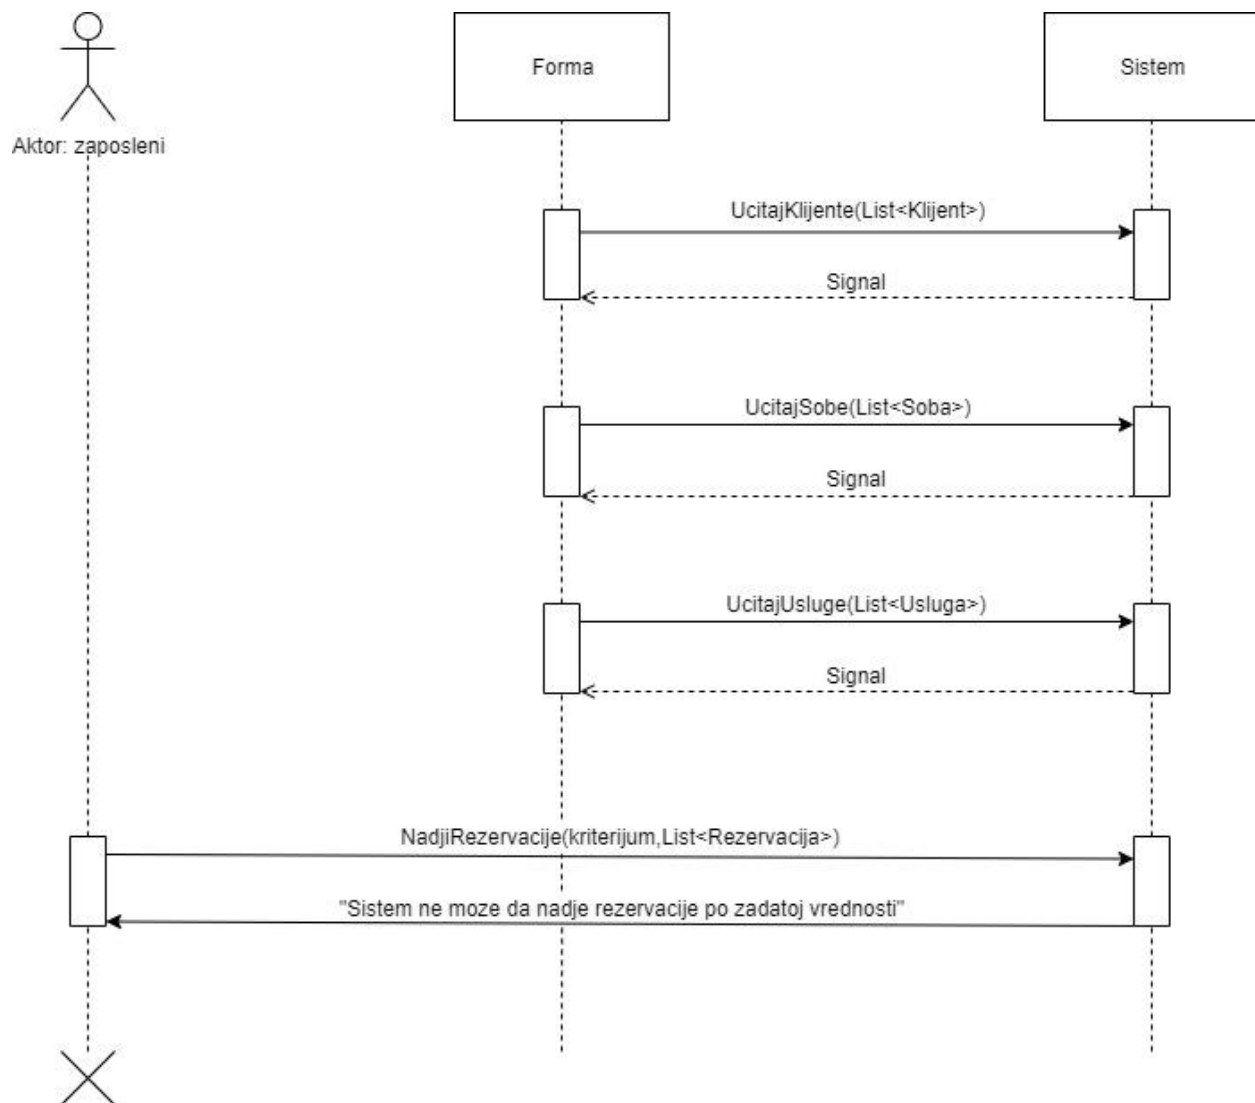 Forma
Sistem
Aktor: zaposleni
UcitajKlijente(List<Klijent>)
Signal
UcitajSobe(List<Soba>)
Signal
UcitajUsluge(List<Usluga>)
Signal
NadjiRezervacije(kriterijum,List<Rezervacija>)
"Sistem ne moze da nadje rezervacije po zadatoj vrednosti"